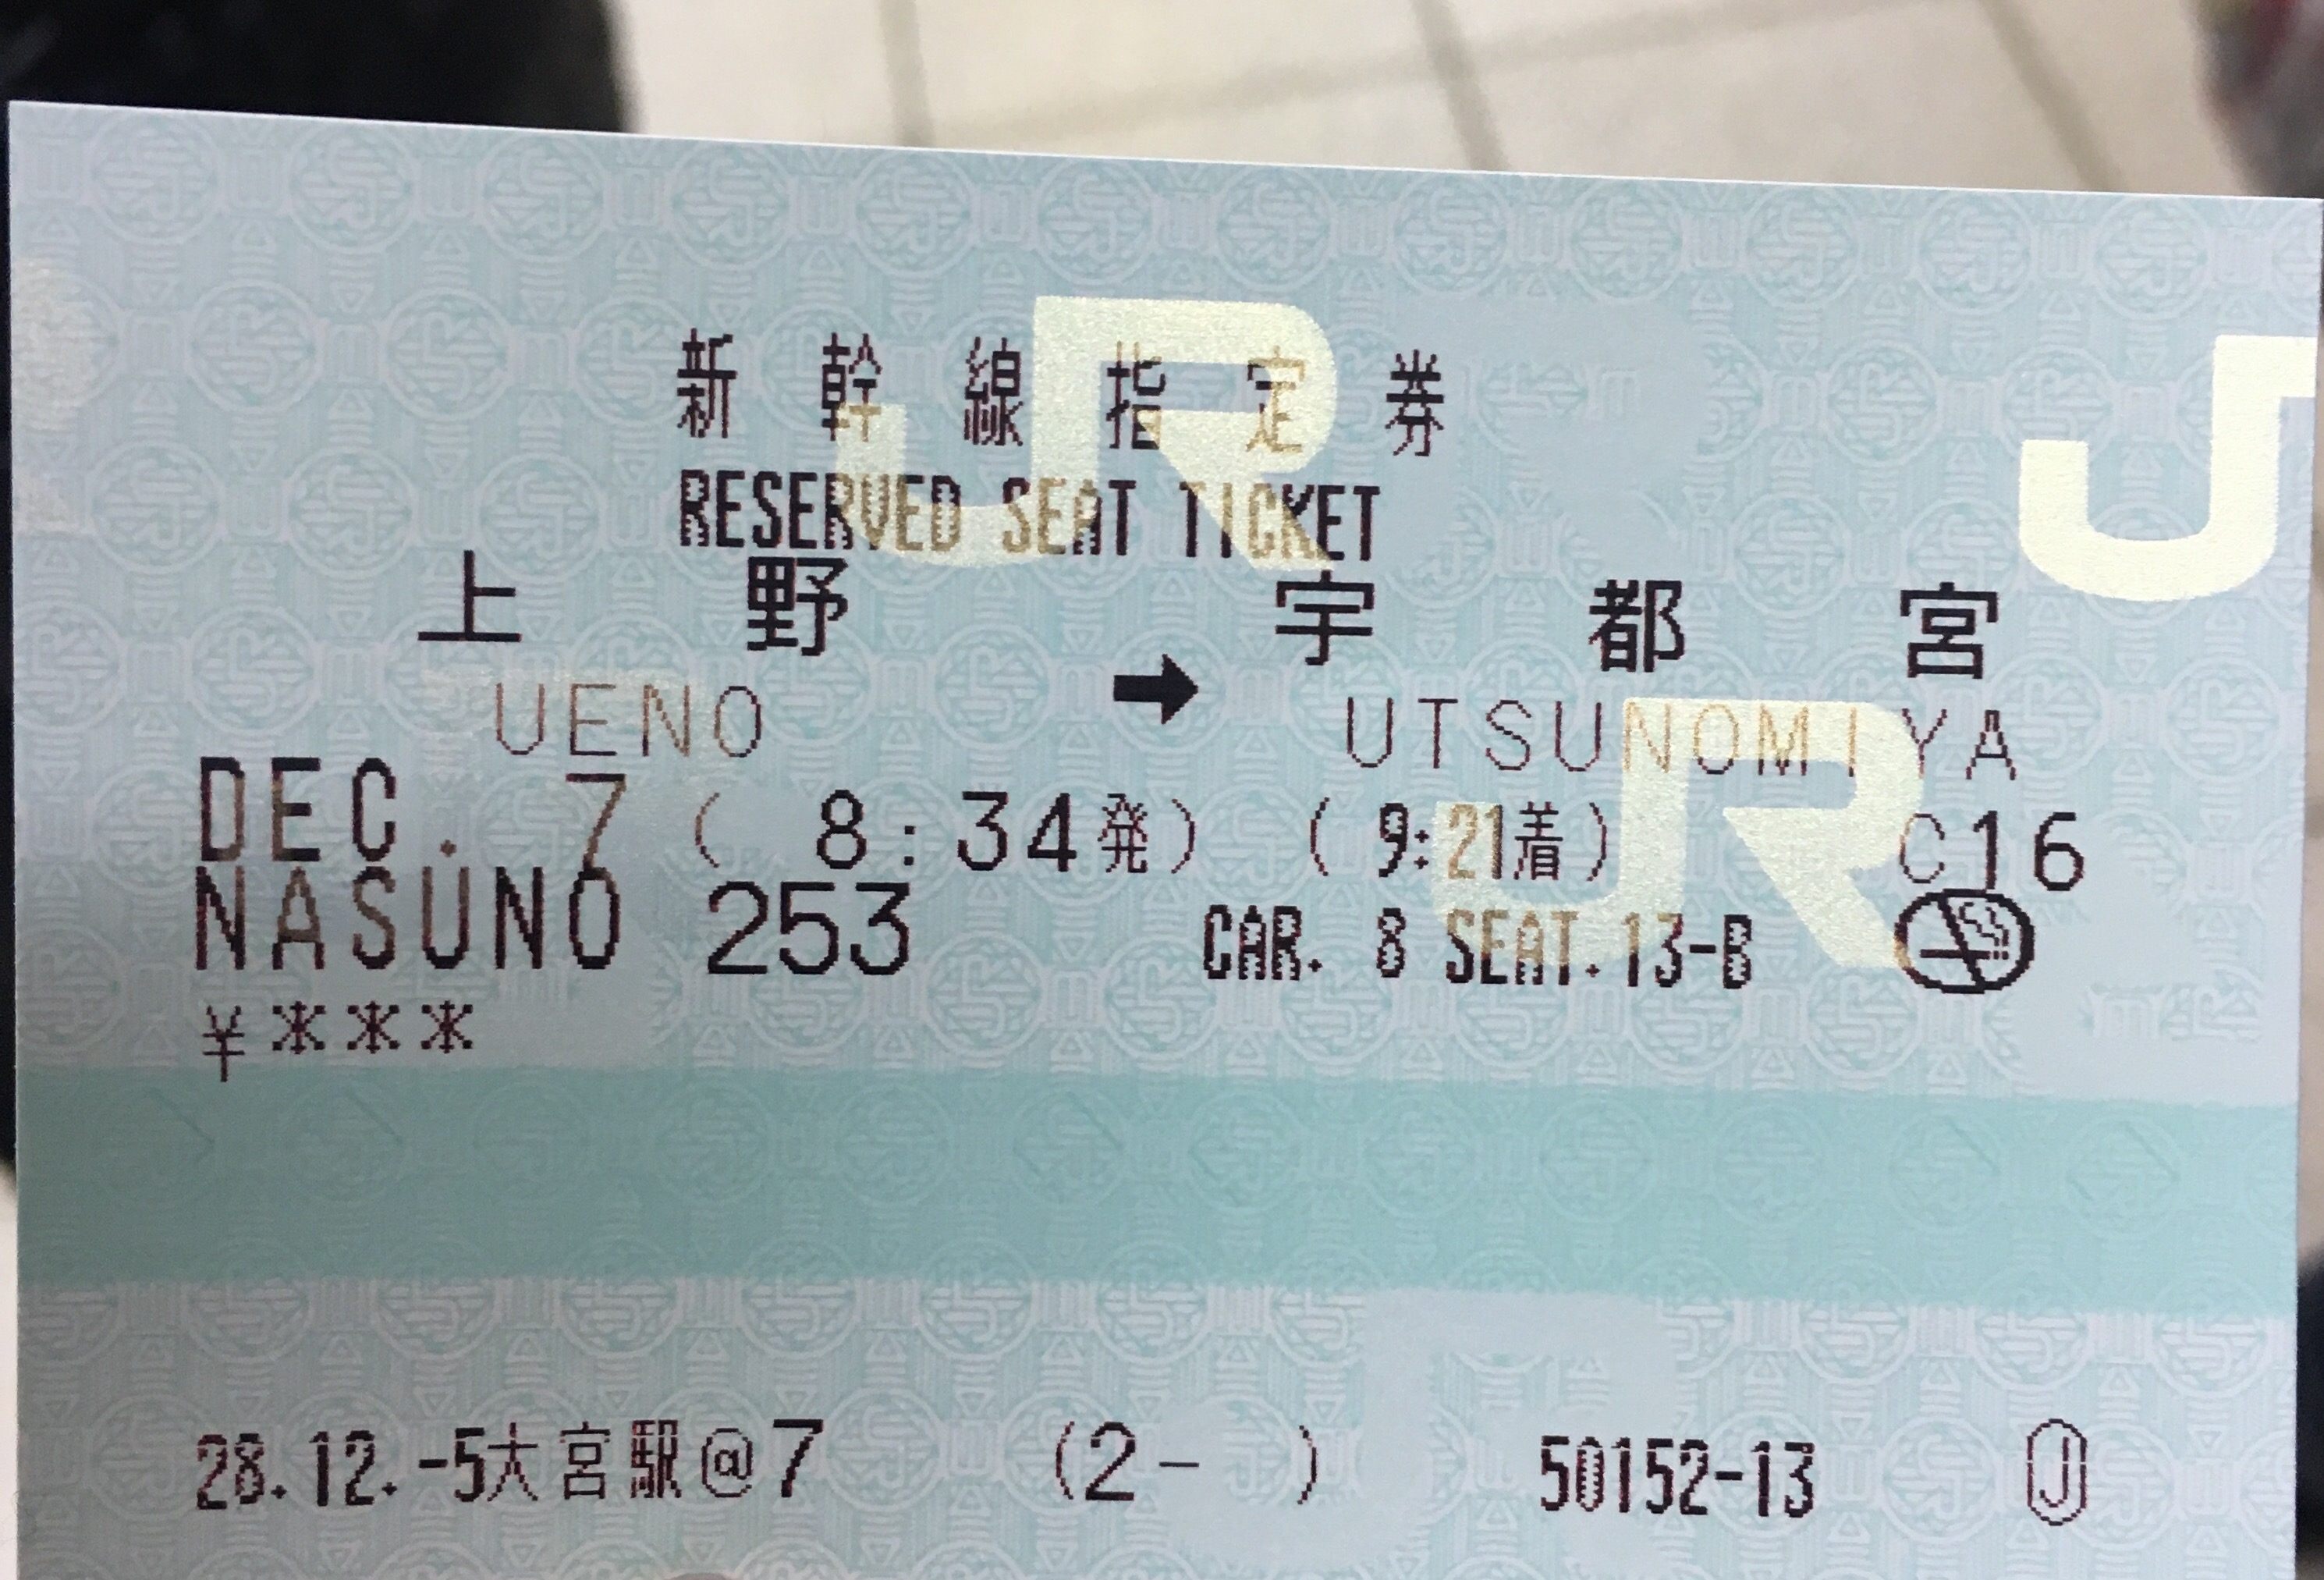 新幹線指定券
RESERVED SEAT TICKET
上野 ➡ 宇都宮
UENO UTSUNOMIYA
DEC. 7 ( 8:34発) ( 9:21着) C16
NASUNO 253 CAR. 8 SEAT.13-B
¥***
28.12.-5大宮駅@7 (2- ) 50152-13 Ⓙ
JR
JR
J